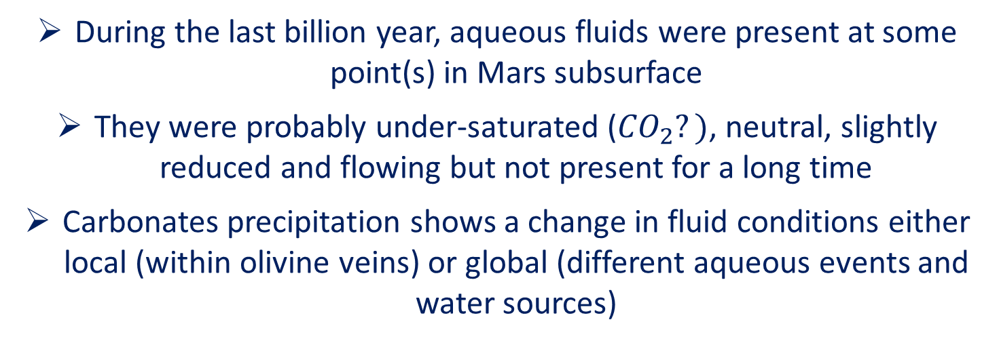 ➢ During the last billion year, aqueous fluids were present at some
point(s) in Mars subsurface
➢ They were probably under-saturated (CO₂?), neutral, slightly
reduced and flowing but not present for a long time
➢ Carbonates precipitation shows a change in fluid conditions either
local (within olivine veins) or global (different aqueous events and
water sources)